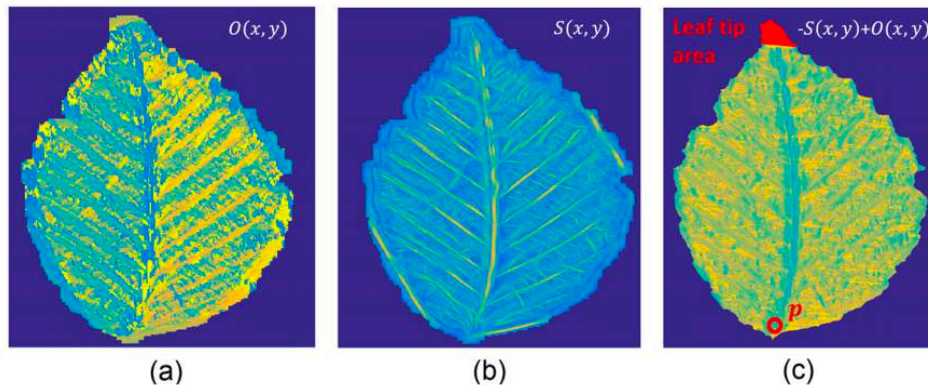 O(x, y)
S(x, y)
Leaf tip -S(x, y)+O(x, y)
area
p
(a) (b) (c)